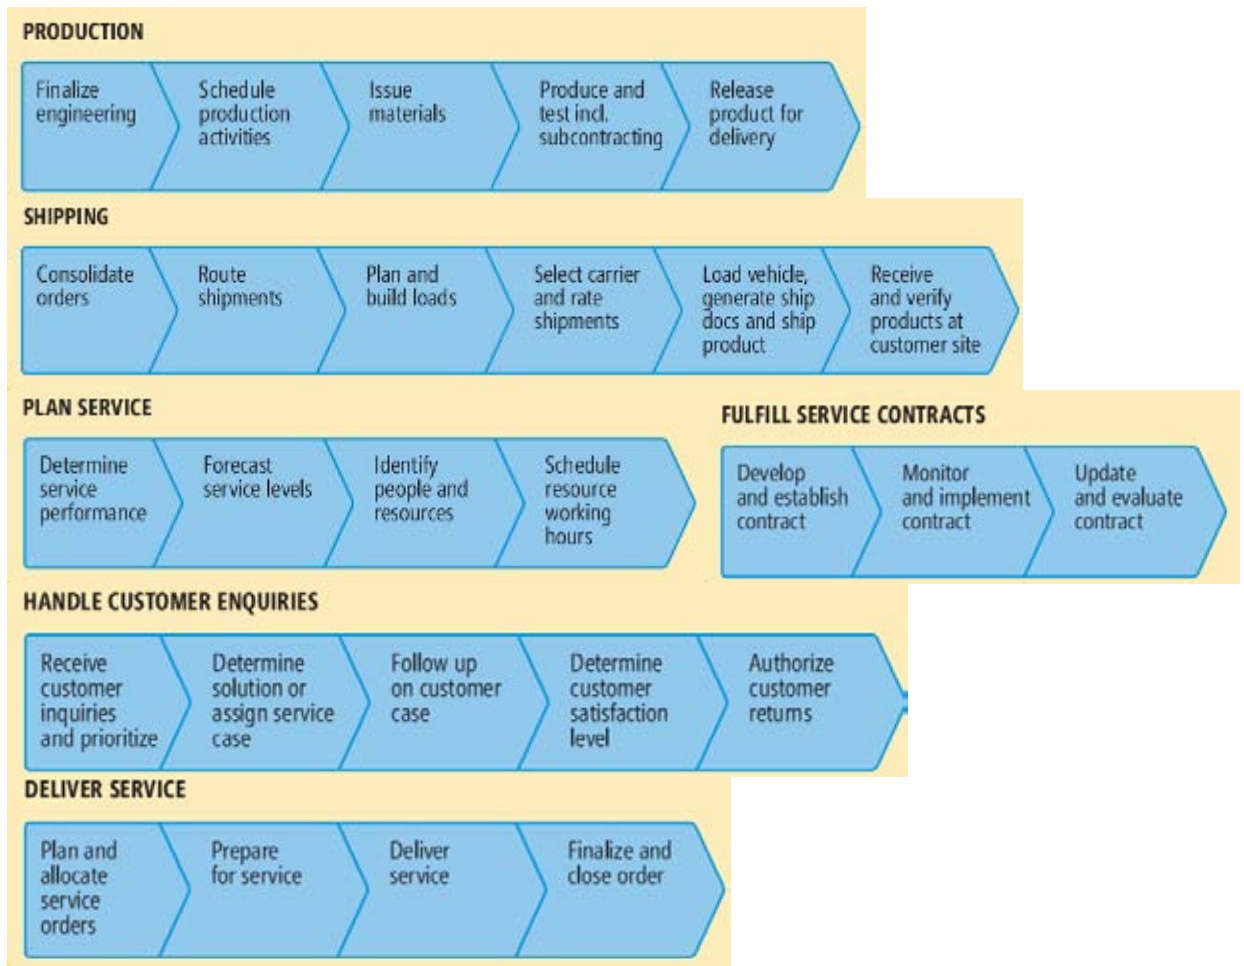 PRODUCTION
Finalize
engineering
Schedule
production
activities
Issue
materials
Produce and
test incl.
subcontracting
Release
product for
delivery
SHIPPING
Consolidate
orders
Route
shipments
Plan and
build loads
Select carrier
and rate
shipments
Load vehicle,
generate ship
docs and ship
product
Receive
and verify
products at
customer site
PLAN SERVICE
Determine
service
performance
Forecast
service levels
Identify
people and
resources
Schedule
resource
working
hours
FULFILL SERVICE CONTRACTS
Develop
and establish
contract
Monitor
and implement
contract
Update
and evaluate
contract
HANDLE CUSTOMER ENQUIRIES
Receive
customer
inquiries
and prioritize
Determine
solution or
assign service
case
Follow up
on customer
case
Determine
customer
satisfaction
level
Authorize
customer
returns
DELIVER SERVICE
Plan and
allocate
service
orders
Prepare
for service
Deliver
service
Finalize and
close order